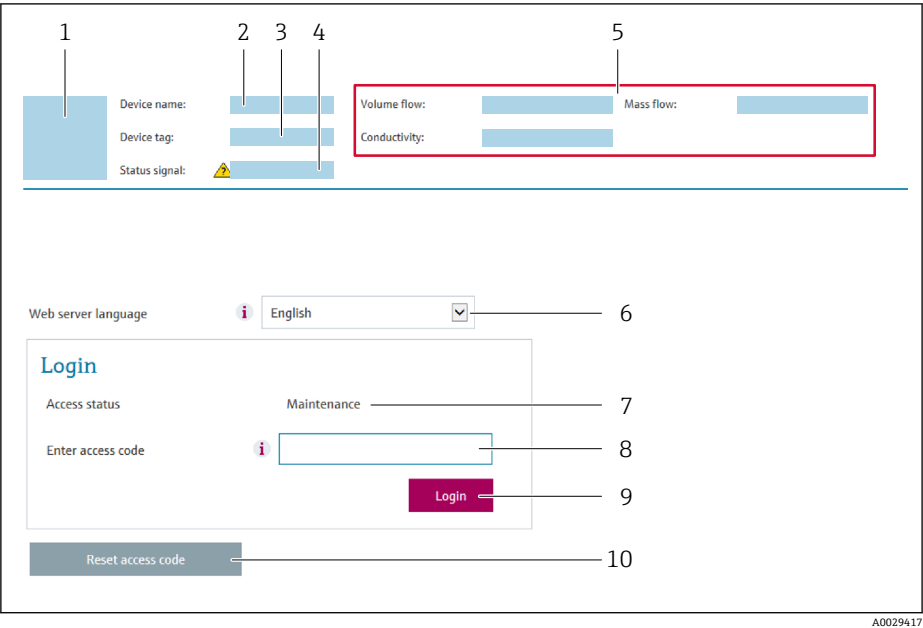 1 2 3 4 5
Device name: Volume flow: Mass flow:
Device tag: Conductivity:
Status signal: ?
Web server language i English 6
Login
Access status Maintenance 7
Enter access code i 8
Login 9
Reset access code 10
A0029417